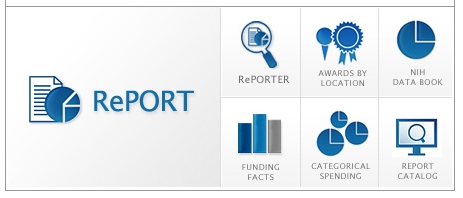 RePORT
RePORTER
AWARDS BY
LOCATION
NIH
DATA BOOK
FUNDING
FACTS
CATEGORICAL
SPENDING
REPORT
CATALOG